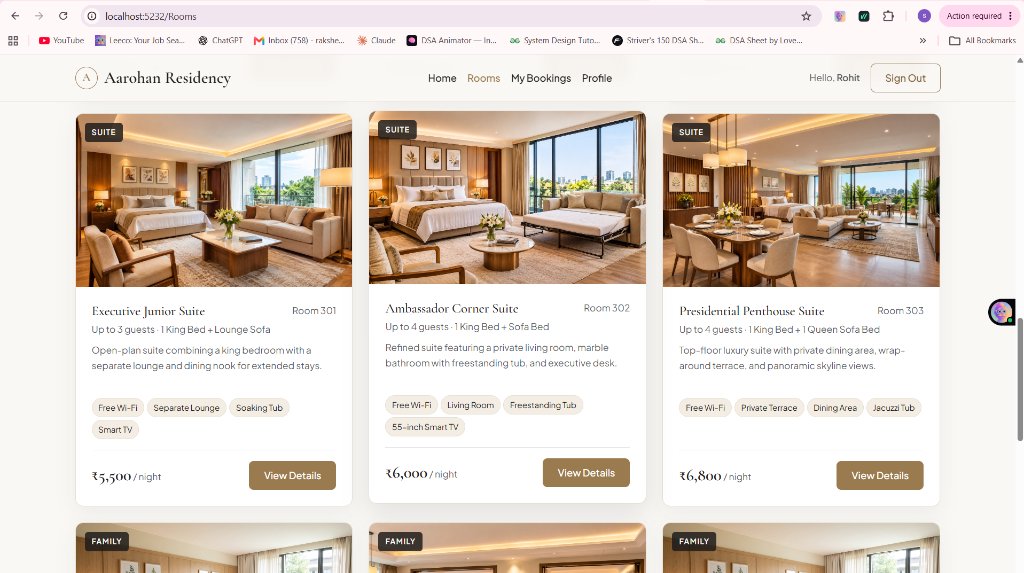 localhost:5232/Rooms
S
Action required
YouTube
Leeco: Your Job Sea...
ChatGPT
Inbox (758) - rakshe...
Claude
DSA Animator — In...
System Design Tuto...
Striver's 150 DSA Sh...
DSA Sheet by Love...
»
All Bookmarks
A
Aarohan Residency
Home
Rooms
My Bookings
Profile
Hello, Rohit
Sign Out
SUITE
Executive Junior Suite
Room 301
Up to 3 guests · 1 King Bed + Lounge Sofa
Open-plan suite combining a king bedroom with a
separate lounge and dining nook for extended stays.
Free Wi-Fi
Separate Lounge
Soaking Tub
Smart TV
₹5,500 / night
View Details
SUITE
Ambassador Corner Suite
Room 302
Up to 4 guests · 1 King Bed + Sofa Bed
Refined suite featuring a private living room, marble
bathroom with freestanding tub, and executive desk.
Free Wi-Fi
Living Room
Freestanding Tub
55-inch Smart TV
₹6,000 / night
View Details
SUITE
Presidential Penthouse Suite
Room 303
Up to 4 guests · 1 King Bed + 1 Queen Sofa Bed
Top-floor luxury suite with private dining area, wrap-
around terrace, and panoramic skyline views.
Free Wi-Fi
Private Terrace
Dining Area
Jacuzzi Tub
₹6,800 / night
View Details
FAMILY
FAMILY
FAMILY